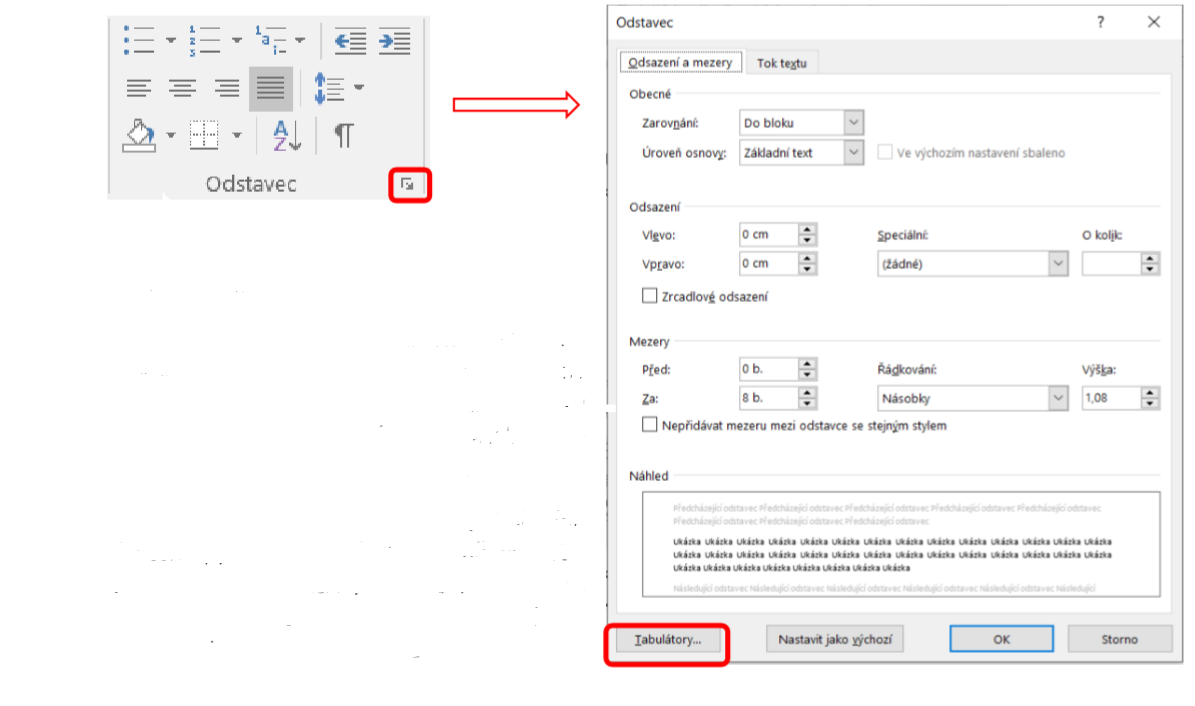 Odstavec
Odstavec ? ×
Odsazení a mezery Tok textu
Obecné
Zarovnání: Do bloku
Úroveň osnovy: Základní text Ve výchozím nastavení sbaleno
Odsazení
Vlevo: 0 cm Speciální: O kolik:
Vpravo: 0 cm (žádné)
Zrcadlové odsazení
Mezery
Před: 0 b. Řádkování: Výška:
Za: 8 b. Násobky 1,08
Nepřidávat mezeru mezi odstavce se stejným stylem
Náhled
Předcházející odstavec Předcházející odstavec Předcházející odstavec Předcházející odstavec Předcházející odstavec
Předcházející odstavec Předcházející odstavec Předcházející odstavec
Ukázka Ukázka Ukázka Ukázka Ukázka Ukázka Ukázka Ukázka Ukázka Ukázka Ukázka Ukázka Ukázka Ukázka
Ukázka Ukázka Ukázka Ukázka Ukázka Ukázka Ukázka Ukázka Ukázka Ukázka Ukázka Ukázka Ukázka Ukázka
Ukázka Ukázka Ukázka Ukázka Ukázka Ukázka Ukázka Ukázka
Následující odstavec Následující odstavec Následující odstavec Následující odstavec Následující odstavec Následující
Tabulátory... Nastavit jako výchozí OK Storno